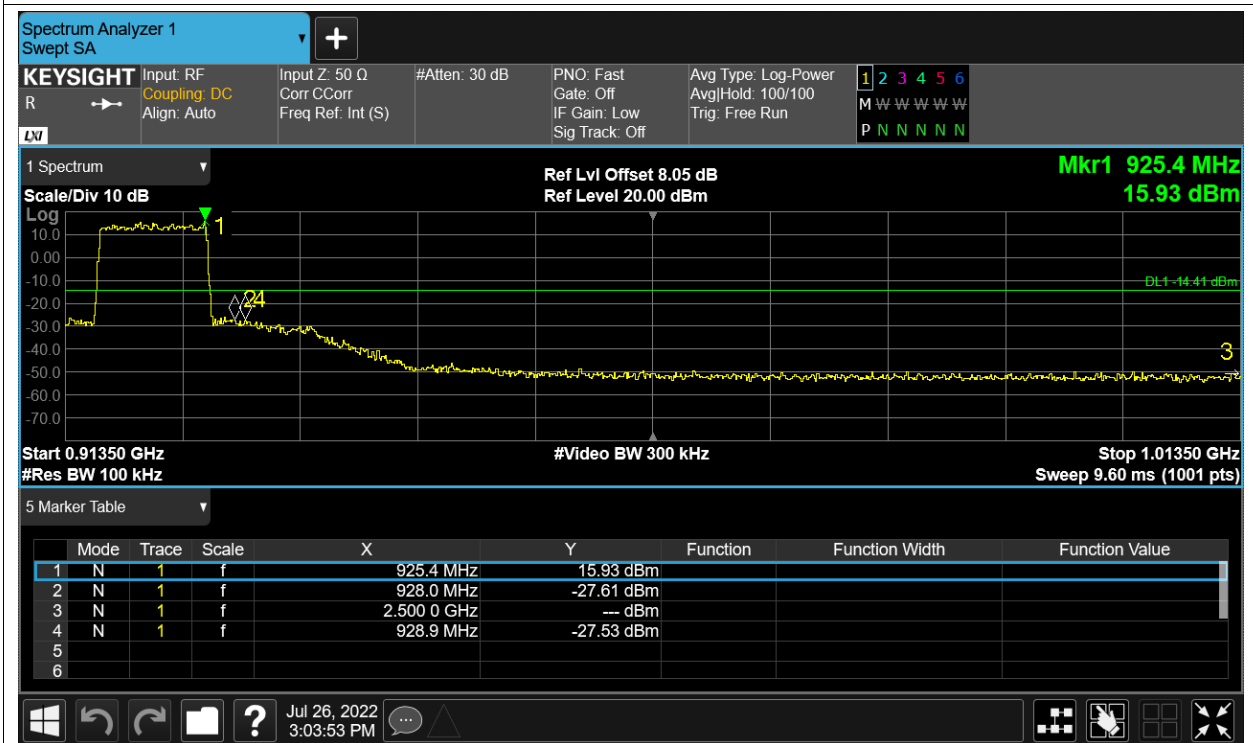 Spectrum Analyzer 1
Swept SA
KEYSIGHT Input: RF Input Z: 50 Ω #Atten: 30 dB PNO: Fast Avg Type: Log-Power 1 2 3 4 5 6
R Coupling: DC Corr CCorr Gate: Off Avg|Hold: 100/100 M W W W W W
Align: Auto Freq Ref: Int (S) IF Gain: Low Trig: Free Run
LXI Sig Track: Off P N N N N N
1 Spectrum Ref Lvl Offset 8.05 dB Mkr1 925.4 MHz
Scale/Div 10 dB Ref Level 20.00 dBm 15.93 dBm
Log
1
10.0
0.00
-10.0 DL1 -14.41 dBm
24
-20.0
-30.0
3
-40.0
-50.0
-60.0
-70.0
Start 0.91350 GHz #Video BW 300 kHz Stop 1.01350 GHz
#Res BW 100 kHz Sweep 9.60 ms (1001 pts)
5 Marker Table
Mode Trace Scale X Y Function Function Width Function Value
1 N 1 f 925.4 MHz 15.93 dBm
2 N 1 f 928.0 MHz -27.61 dBm
3 N 1 f 2.500 0 GHz --- dBm
4 N 1 f 928.9 MHz -27.53 dBm
5
6
? Jul 26, 2022
3:03:53 PM